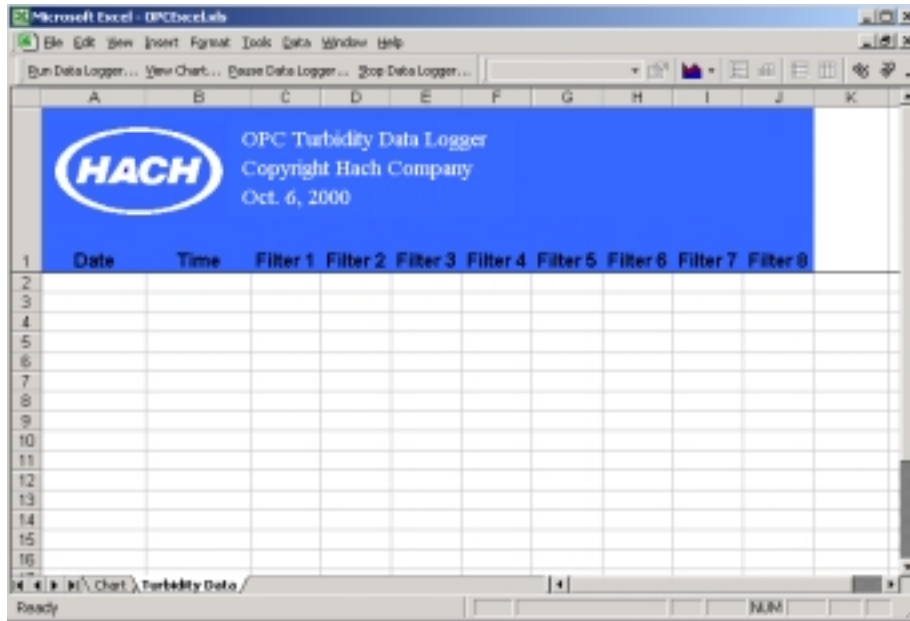 Microsoft Excel - OPCExcel.xls
File Edit View Insert Format Tools Data Window Help
Run Data Logger... View Chart... Pause Data Logger... Stop Data Logger...
A B C D E F G H I J K
HACH
OPC Turbidity Data Logger
Copyright Hach Company
Oct. 6, 2000
1 Date Time Filter 1 Filter 2 Filter 3 Filter 4 Filter 5 Filter 6 Filter 7 Filter 8
2
3
4
5
6
7
8
9
10
11
12
13
14
15
16
Chart Turbidity Data
Ready NUM